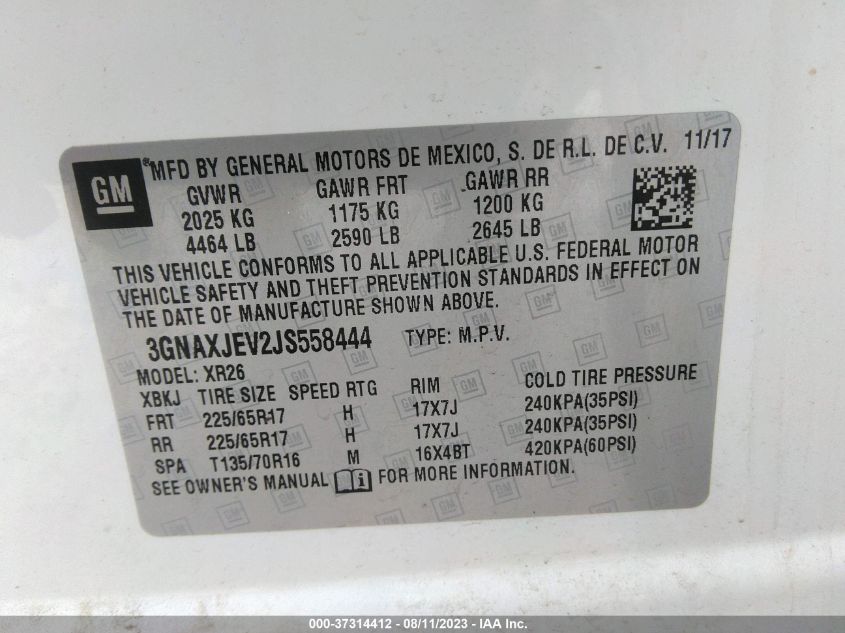 GM
®MFD BY GENERAL MOTORS DE MEXICO, S. DE R.L. DE C.V. 11/17
GVWR GAWR FRT GAWR RR
2025 KG 1175 KG 1200 KG
4464 LB 2590 LB 2645 LB
THIS VEHICLE CONFORMS TO ALL APPLICABLE U.S. FEDERAL MOTOR
VEHICLE SAFETY AND THEFT PREVENTION STANDARDS IN EFFECT ON
THE DATE OF MANUFACTURE SHOWN ABOVE.
3GNAXJEV2JS558444 TYPE: M.P.V.
MODEL: XR26
XBKJ TIRE SIZE SPEED RTG RIM COLD TIRE PRESSURE
FRT 225/65R17 H 17X7J 240KPA(35PSI)
RR 225/65R17 H 17X7J 240KPA(35PSI)
SPA T135/70R16 M 16X4BT 420KPA(60PSI)
SEE OWNER'S MANUAL FOR MORE INFORMATION.
000-37314412 - 08/11/2023 - IAA Inc.